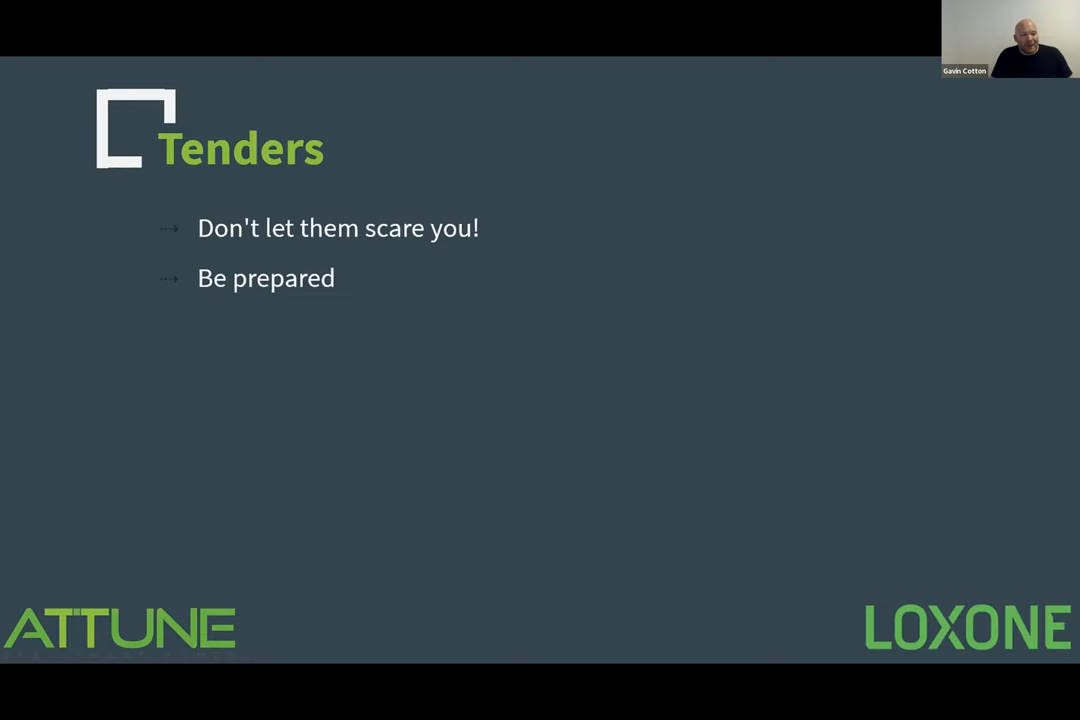 Gavin Cotton
Tenders
Don't let them scare you!
Be prepared
ATTUNE
LOXONE